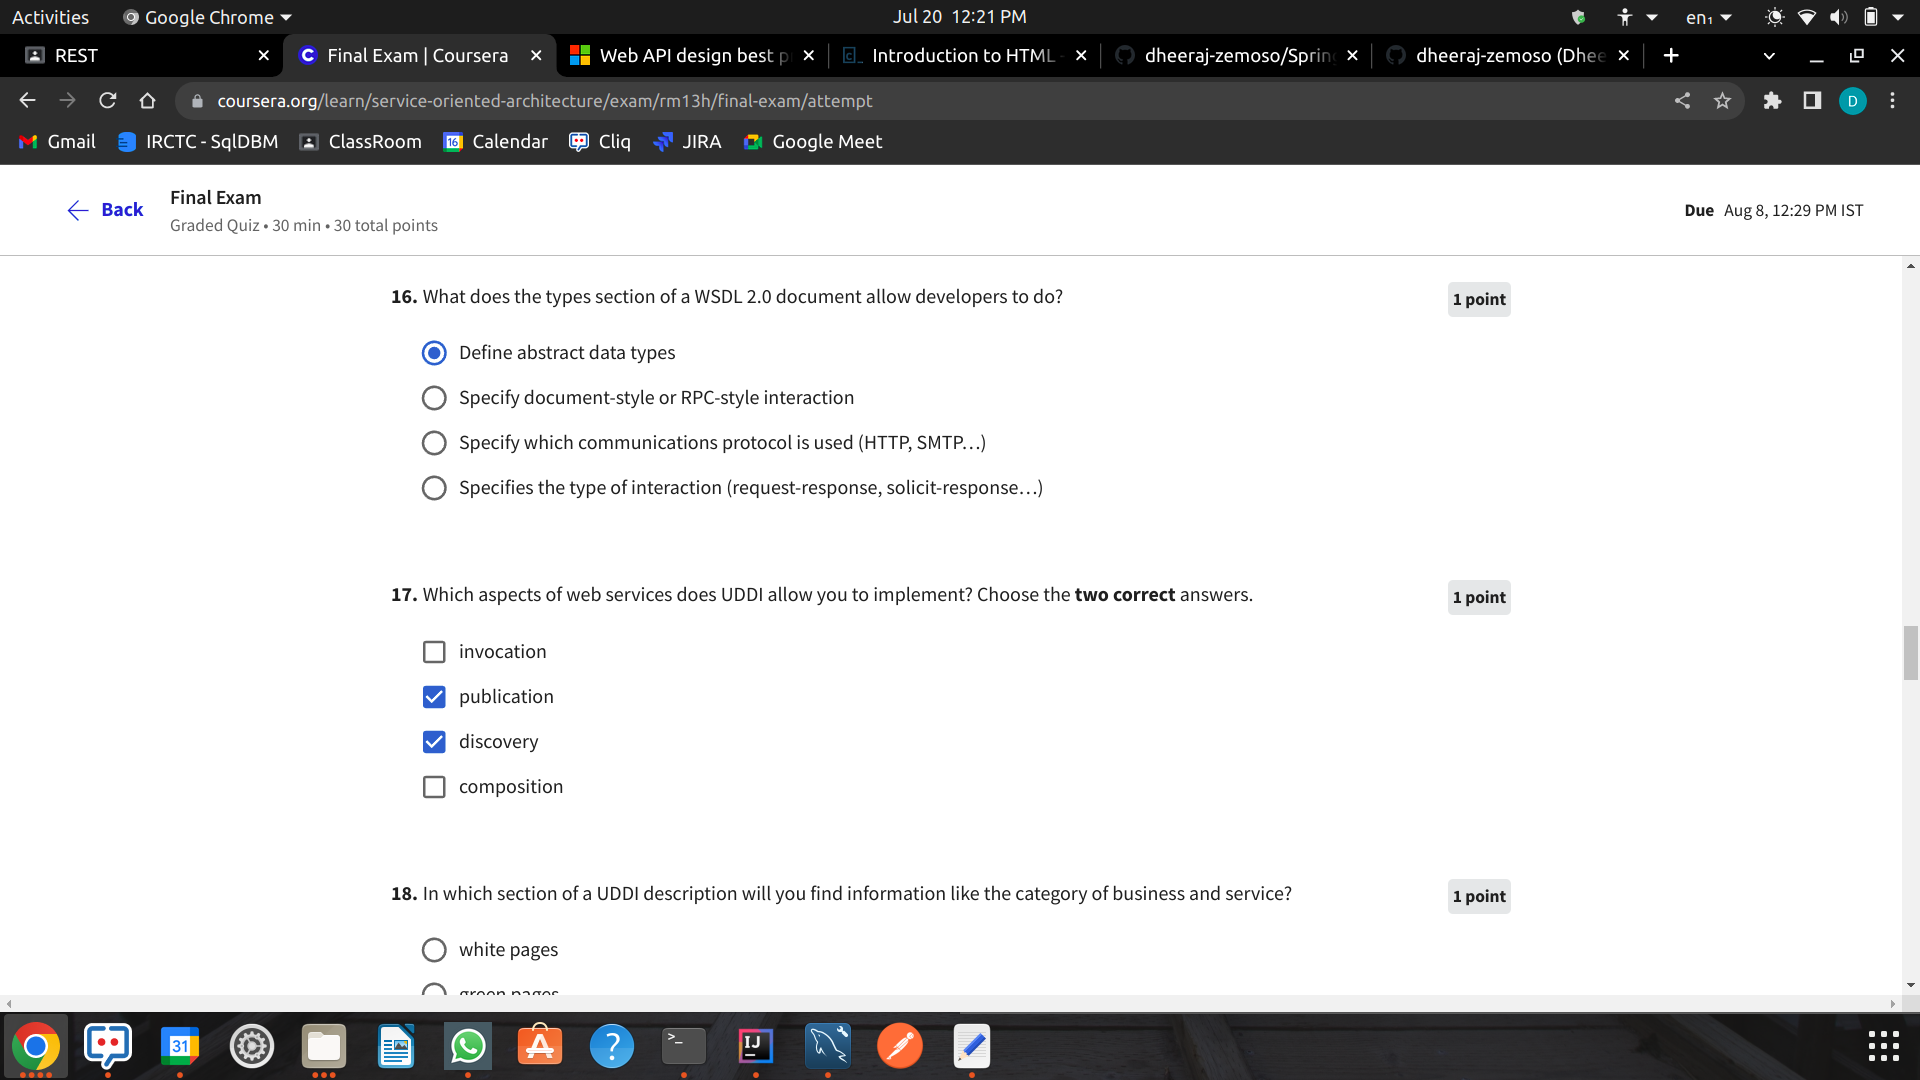 Activities
Google Chrome
Jul 20 12:21 PM
en₁
REST
Final Exam | Coursera
Web API design best p
Introduction to HTML
dheeraj-zemoso/Spring
dheeraj-zemoso (Dhee
coursera.org/learn/service-oriented-architecture/exam/rm13h/final-exam/attempt
D
Gmail
IRCTC - SqlDBM
ClassRoom
16
Calendar
Cliq
JIRA
Google Meet
Back
Final Exam
Graded Quiz • 30 min • 30 total points
Due Aug 8, 12:29 PM IST
16. What does the types section of a WSDL 2.0 document allow developers to do?
1 point
Define abstract data types
Specify document-style or RPC-style interaction
Specify which communications protocol is used (HTTP, SMTP…)
Specifies the type of interaction (request-response, solicit-response…)
17. Which aspects of web services does UDDI allow you to implement? Choose the two correct answers.
1 point
invocation
publication
discovery
composition
18. In which section of a UDDI description will you find information like the category of business and service?
1 point
white pages
green pages
31
IJ